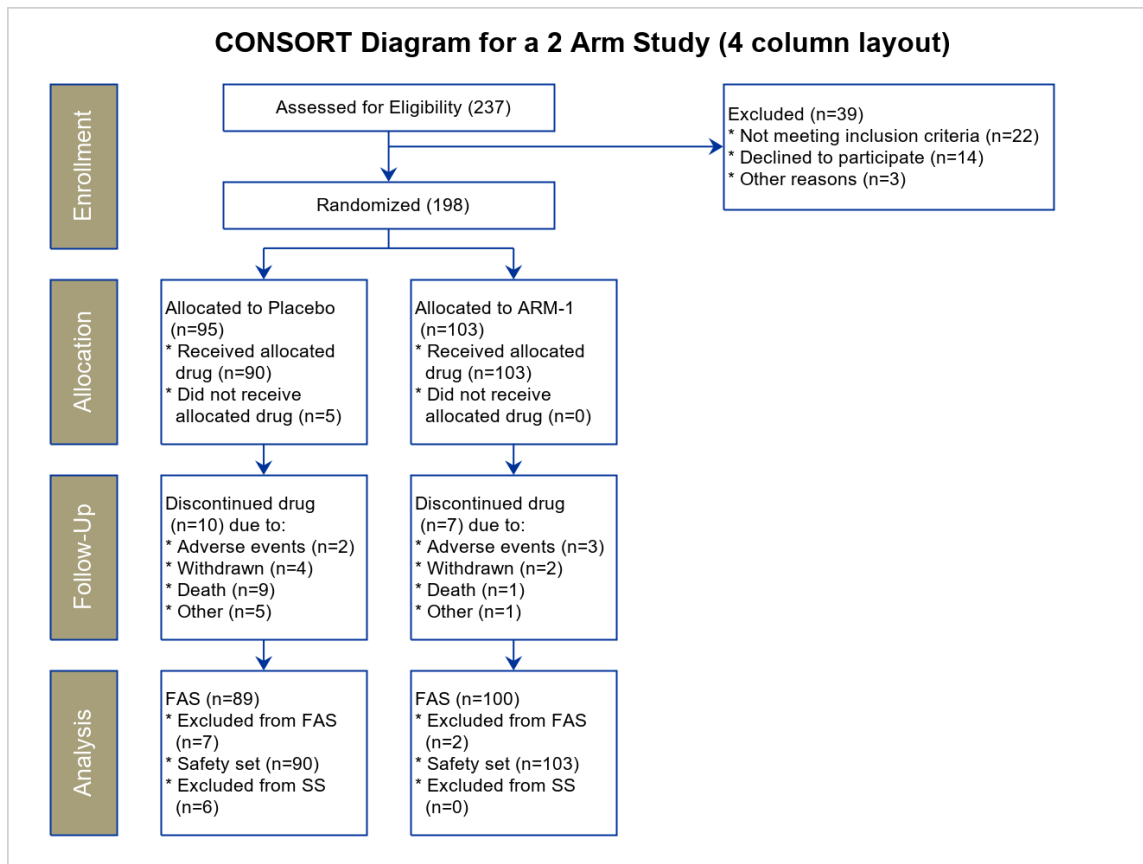 CONSORT Diagram for a 2 Arm Study (4 column layout)
Enrollment
Assessed for Eligibility (237)
Excluded (n=39)
* Not meeting inclusion criteria (n=22)
* Declined to participate (n=14)
* Other reasons (n=3)
Randomized (198)
Allocation
Allocated to Placebo
(n=95)
* Received allocated
drug (n=90)
* Did not receive
allocated drug (n=5)
Allocated to ARM-1
(n=103)
* Received allocated
drug (n=103)
* Did not receive
allocated drug (n=0)
Follow-Up
Discontinued drug
(n=10) due to:
* Adverse events (n=2)
* Withdrawn (n=4)
* Death (n=9)
* Other (n=5)
Discontinued drug
(n=7) due to:
* Adverse events (n=3)
* Withdrawn (n=2)
* Death (n=1)
* Other (n=1)
Analysis
FAS (n=89)
* Excluded from FAS
(n=7)
* Safety set (n=90)
* Excluded from SS
(n=6)
FAS (n=100)
* Excluded from FAS
(n=2)
* Safety set (n=103)
* Excluded from SS
(n=0)